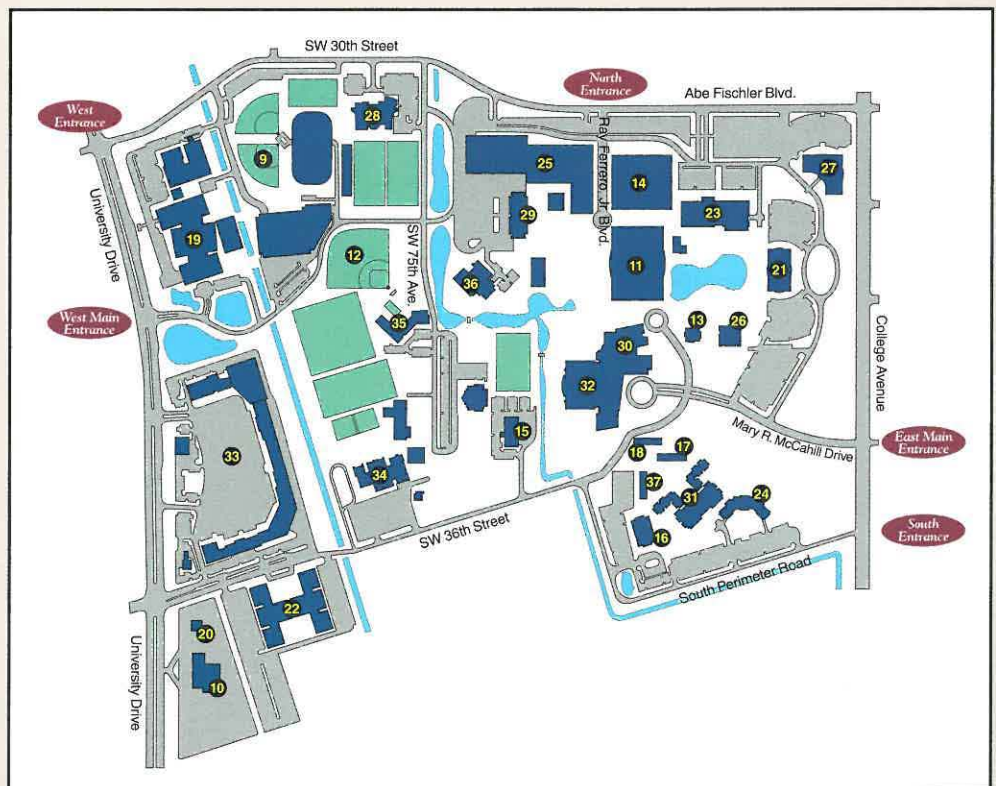 SW 30th Street
North
Entrance
Abe Fischler Blvd.
West
Entrance
28
9
25
Ray Ferrero Jr. Blvd.
14
27
University Drive
29
23
19
12
SW 75th Ave.
11
21
36
West Main
Entrance
35
13
26
30
College Avenue
32
Mary R. McCahill Drive
East Main
Entrance
15
18
17
33
34
37
31
24
16
SW 36th Street
South
Entrance
South Perimeter Road
22
20
10
University Drive